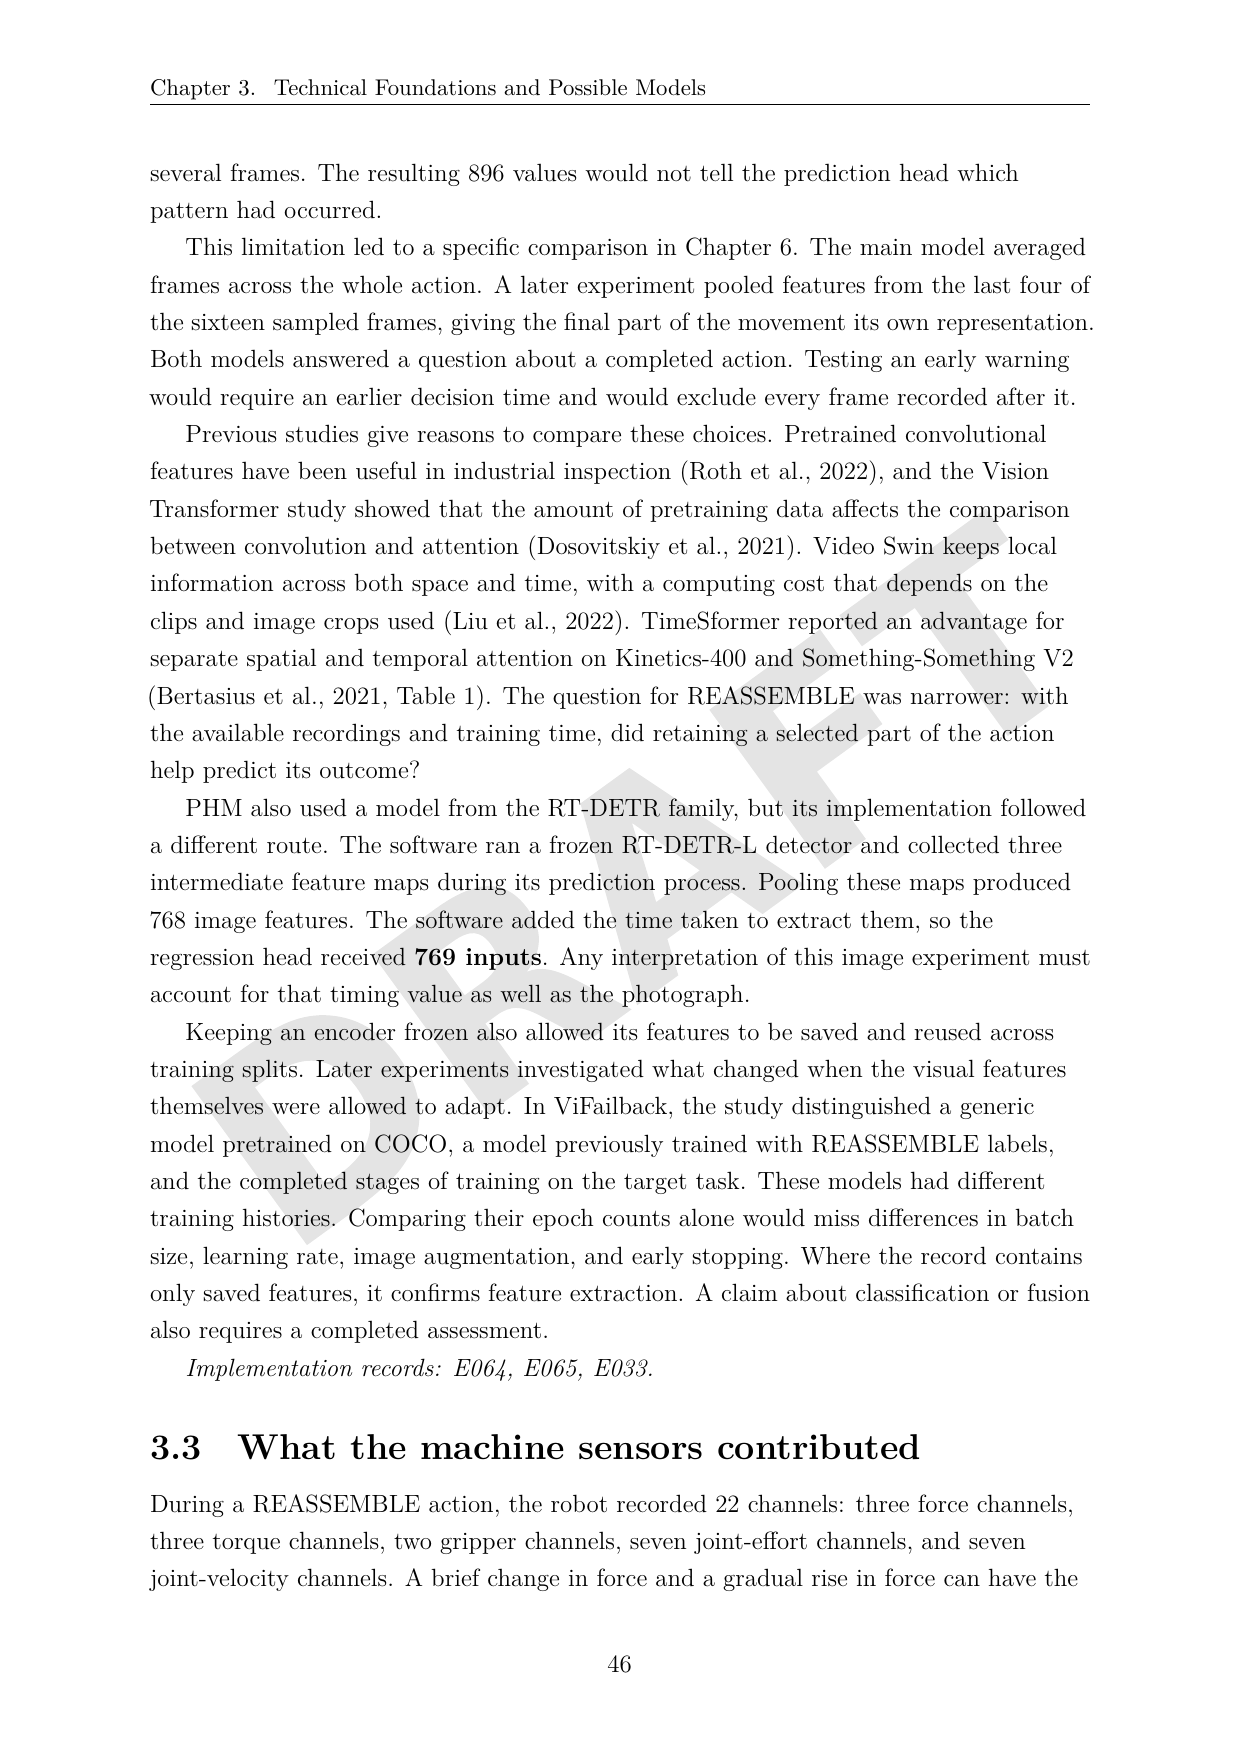 Chapter 3. Technical Foundations and Possible Models
several frames. The resulting 896 values would not tell the prediction head which
pattern had occurred.
This limitation led to a specific comparison in Chapter 6. The main model averaged
frames across the whole action. A later experiment pooled features from the last four of
the sixteen sampled frames, giving the final part of the movement its own representation.
Both models answered a question about a completed action. Testing an early warning
would require an earlier decision time and would exclude every frame recorded after it.
Previous studies give reasons to compare these choices. Pretrained convolutional
features have been useful in industrial inspection (Roth et al., 2022), and the Vision
Transformer study showed that the amount of pretraining data affects the comparison
between convolution and attention (Dosovitskiy et al., 2021). Video Swin keeps local
information across both space and time, with a computing cost that depends on the
clips and image crops used (Liu et al., 2022). TimeSformer reported an advantage for
separate spatial and temporal attention on Kinetics-400 and Something-Something V2
(Bertasius et al., 2021, Table 1). The question for REASSEMBLE was narrower: with
the available recordings and training time, did retaining a selected part of the action
help predict its outcome?
PHM also used a model from the RT-DETR family, but its implementation followed
a different route. The software ran a frozen RT-DETR-L detector and collected three
intermediate feature maps during its prediction process. Pooling these maps produced
768 image features. The software added the time taken to extract them, so the
regression head received 769 inputs. Any interpretation of this image experiment must
account for that timing value as well as the photograph.
Keeping an encoder frozen also allowed its features to be saved and reused across
training splits. Later experiments investigated what changed when the visual features
themselves were allowed to adapt. In ViFailback, the study distinguished a generic
model pretrained on COCO, a model previously trained with REASSEMBLE labels,
and the completed stages of training on the target task. These models had different
training histories. Comparing their epoch counts alone would miss differences in batch
size, learning rate, image augmentation, and early stopping. Where the record contains
only saved features, it confirms feature extraction. A claim about classification or fusion
also requires a completed assessment.
Implementation records: E064, E065, E033.
3.3 What the machine sensors contributed
During a REASSEMBLE action, the robot recorded 22 channels: three force channels,
three torque channels, two gripper channels, seven joint-effort channels, and seven
joint-velocity channels. A brief change in force and a gradual rise in force can have the
46
DRAFT